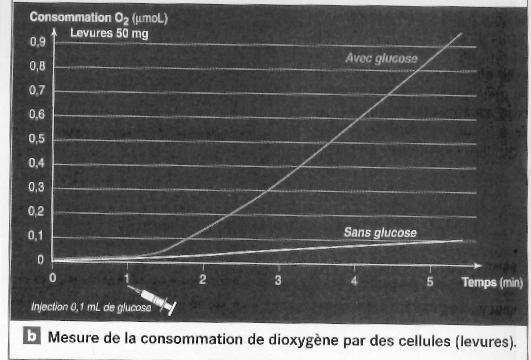 Consommation O₂ (µmoL)
Levures 50 mg
0,9
0,8
0,7
0,6
0,5
0,4
0,3
0,2
0,1
0
Avec glucose
Sans glucose
0 1 2 3 4 5 Temps (min)
Injection 0,1 mL de glucose
b Mesure de la consommation de dioxygène par des cellules (levures).